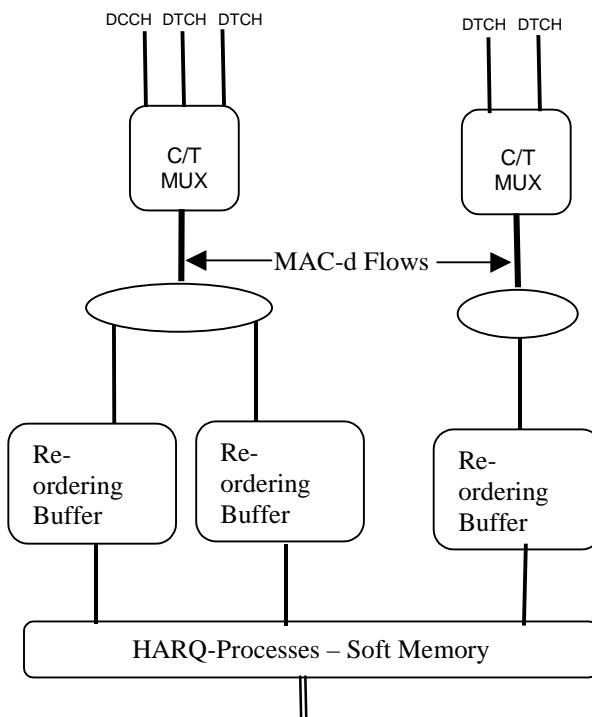 DCCH DTCH DTCH
DTCH DTCH
C/T
MUX
C/T
MUX
MAC-d Flows
Re-
ordering
Buffer
Re-
ordering
Buffer
Re-
ordering
Buffer
HARQ-Processes – Soft Memory